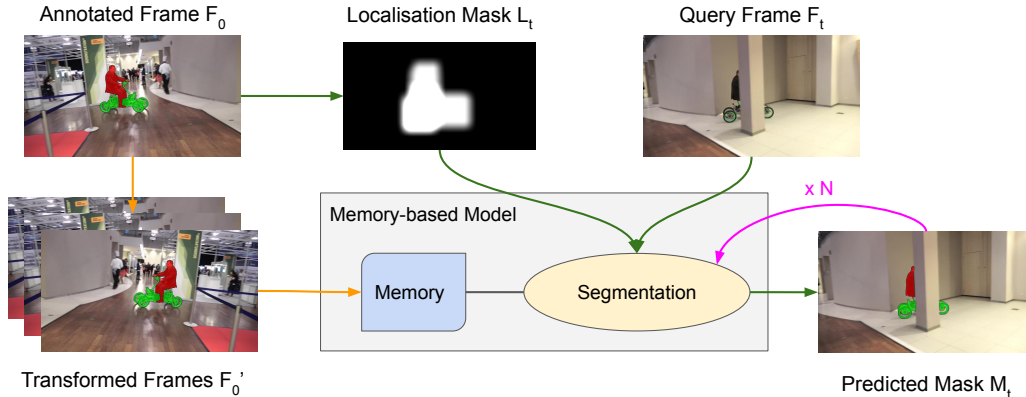 Annotated Frame F0
Localisation Mask Lt
Query Frame Ft
x N
Memory-based Model
Memory
Segmentation
Transformed Frames F0’
Predicted Mask Mt